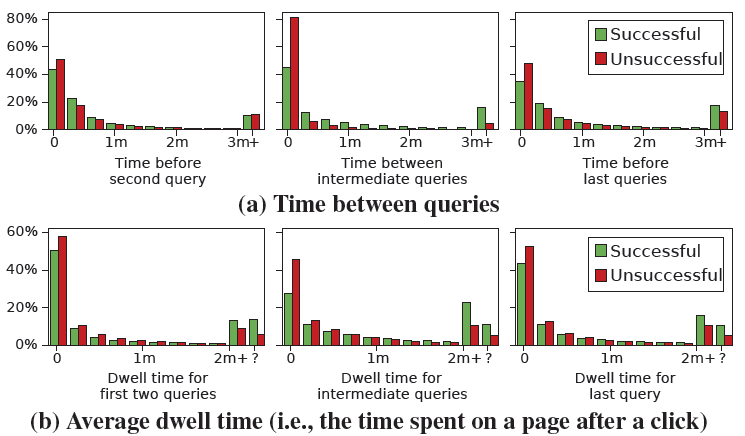 80%
60%
40%
20%
0%
0 1m 2m 3m+
Time before
second query
0 1m 2m 3m+
Time between
intermediate queries
Successful
Unsuccessful
0 1m 2m 3m+
Time before
last queries
(a) Time between queries
60%
40%
20%
0%
0 1m 2m+ ?
Dwell time for
first two queries
0 1m 2m+ ?
Dwell time for
intermediate queries
Successful
Unsuccessful
0 1m 2m+ ?
Dwell time for
last query
(b) Average dwell time (i.e., the time spent on a page after a click)